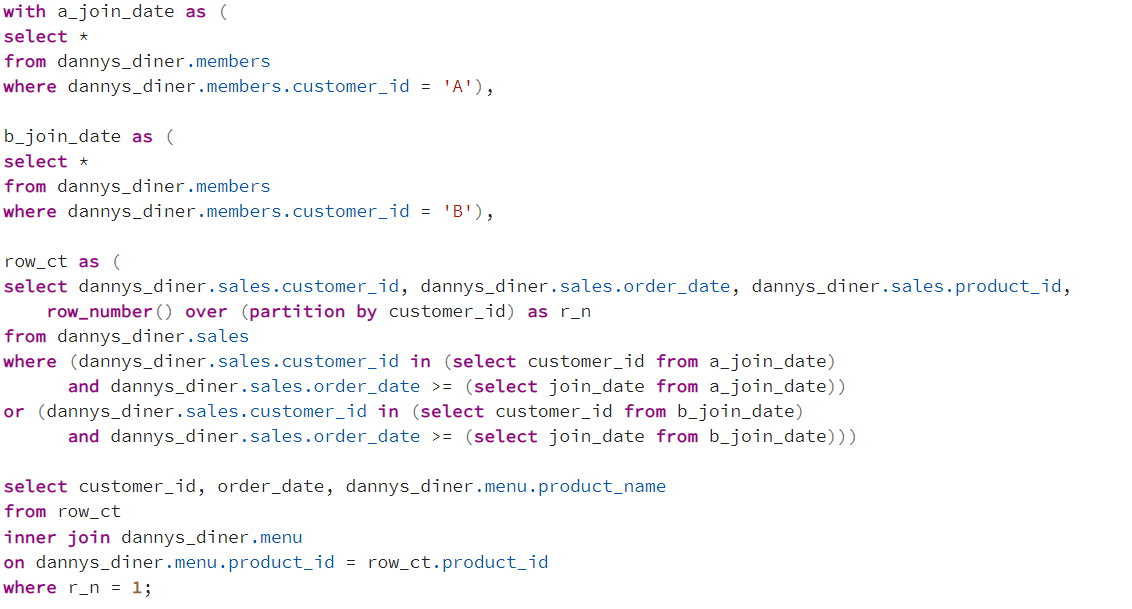 with a_join_date as (
select *
from dannys_diner.members
where dannys_diner.members.customer_id = 'A'),
b_join_date as (
select *
from dannys_diner.members
where dannys_diner.members.customer_id = 'B'),
row_ct as (
select dannys_diner.sales.customer_id, dannys_diner.sales.order_date, dannys_diner.sales.product_id,
    row_number() over (partition by customer_id) as r_n
from dannys_diner.sales
where (dannys_diner.sales.customer_id in (select customer_id from a_join_date)
      and dannys_diner.sales.order_date >= (select join_date from a_join_date))
or (dannys_diner.sales.customer_id in (select customer_id from b_join_date)
      and dannys_diner.sales.order_date >= (select join_date from b_join_date)))
select customer_id, order_date, dannys_diner.menu.product_name
from row_ct
inner join dannys_diner.menu
on dannys_diner.menu.product_id = row_ct.product_id
where r_n = 1;